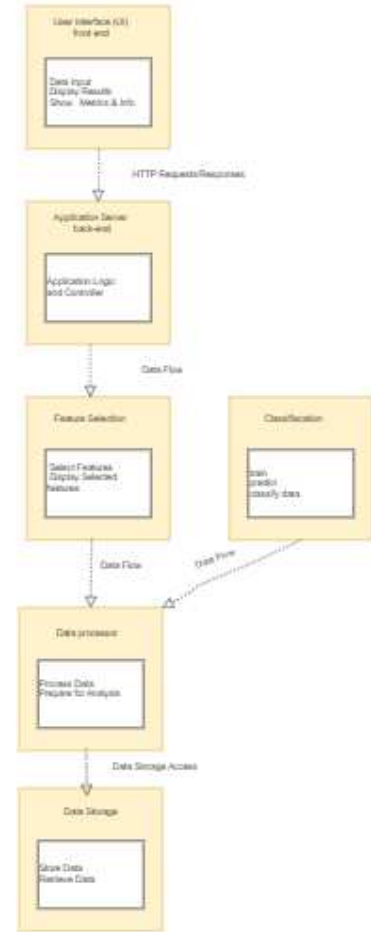 User Interface (UI)
front end
Data Input
Display Results
Show Metrics & Info
HTTP Requests/Responses
Application Server
back-end
Application Logic
and Controller
Data Flow
Feature Selection
Select Features
Display Selected
features
Classification
train
predict
classify data
Data Flow
Data Flow
Data processor
Process Data
Prepare for Analysis
Data Storage Access
Data Storage
Store Data
Retrieve Data